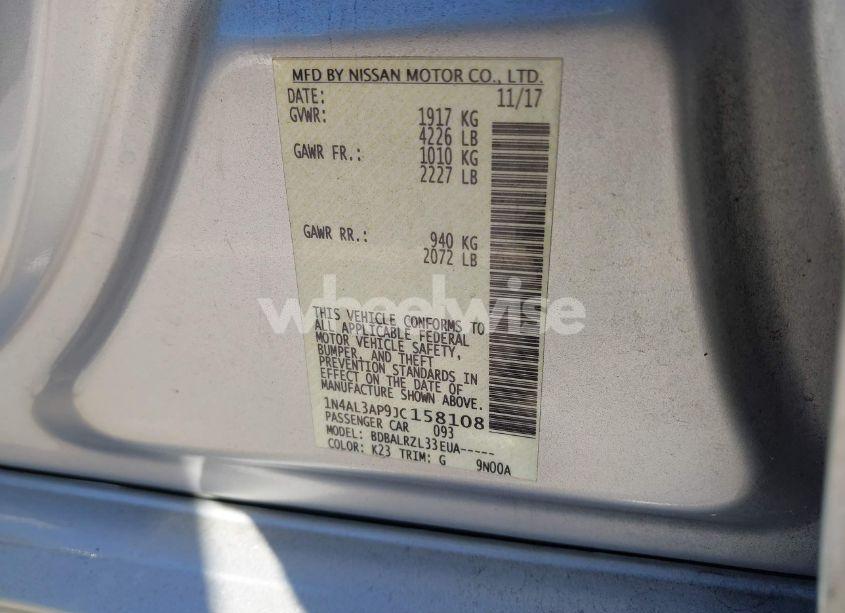 MFD BY NISSAN MOTOR CO., LTD.
DATE: 11/17
GVWR: 1917 KG
4226 LB
GAWR FR.: 1010 KG
2227 LB
GAWR RR.: 940 KG
2072 LB
wheelwise
THIS VEHICLE CONFORMS TO
ALL APPLICABLE FEDERAL
MOTOR VEHICLE SAFETY,
BUMPER, AND THEFT
PREVENTION STANDARDS IN
EFFECT ON THE DATE OF
MANUFACTURE SHOWN ABOVE.
1N4AL3AP9JC158108
PASSENGER CAR 093
MODEL: BDBALRZL33EUA-----
COLOR: K23 TRIM: G 9N00A